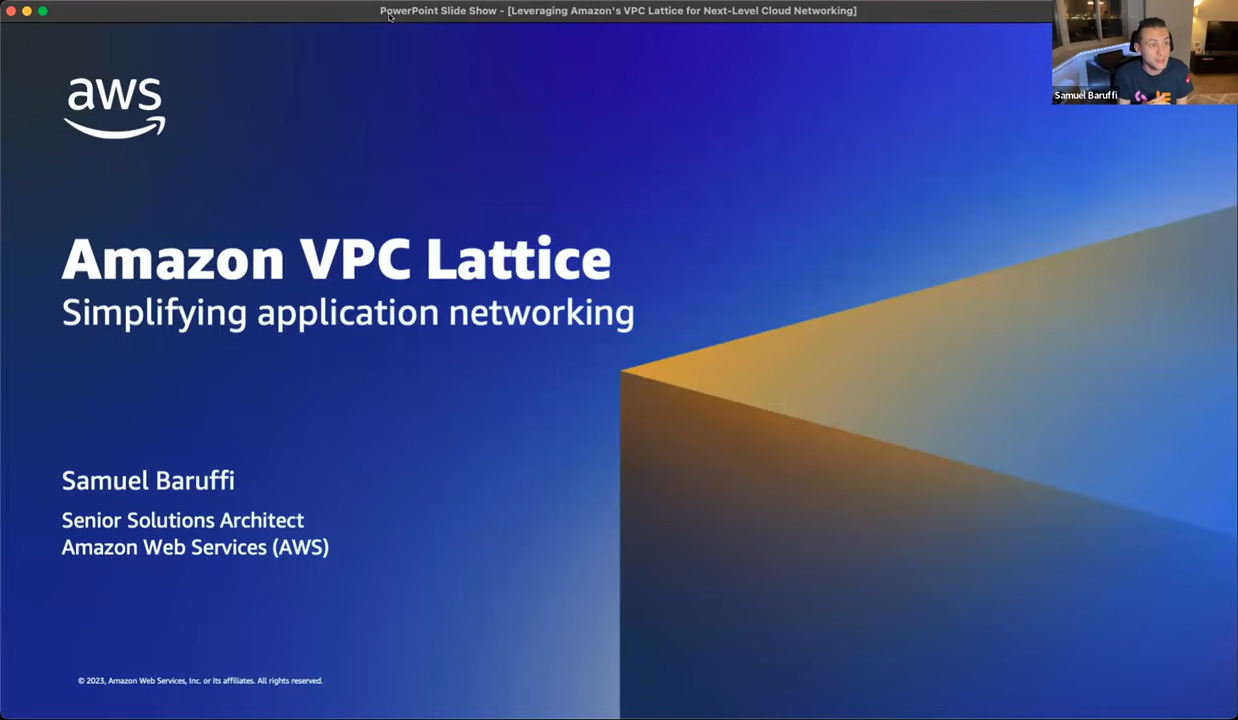 PowerPoint Slide Show - [Leveraging Amazon's VPC Lattice for Next-Level Cloud Networking]
Samuel Baruffi
aws
Amazon VPC Lattice
Simplifying application networking
Samuel Baruffi
Senior Solutions Architect
Amazon Web Services (AWS)
© 2023, Amazon Web Services, Inc. or Its affiliates. All rights reserved.